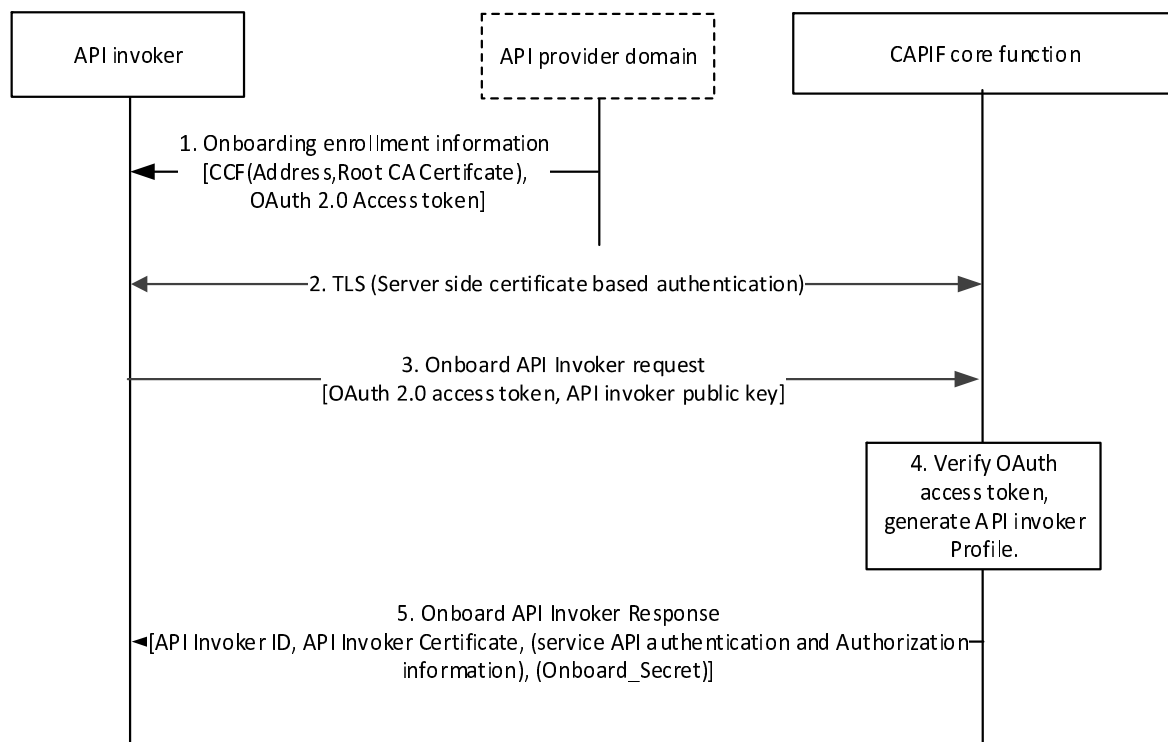 API invoker
API provider domain
CAPIF core function
1. Onboarding enrollment information
[CCF(Address,Root CA Certifcate),
OAuth 2.0 Access token]
2. TLS (Server side certificate based authentication)
3. Onboard API Invoker request
[OAuth 2.0 access token, API invoker public key]
4. Verify OAuth
access token,
generate API invoker
Profile.
5. Onboard API Invoker Response
[API Invoker ID, API Invoker Certificate, (service API authentication and Authorization
information), (Onboard_Secret)]